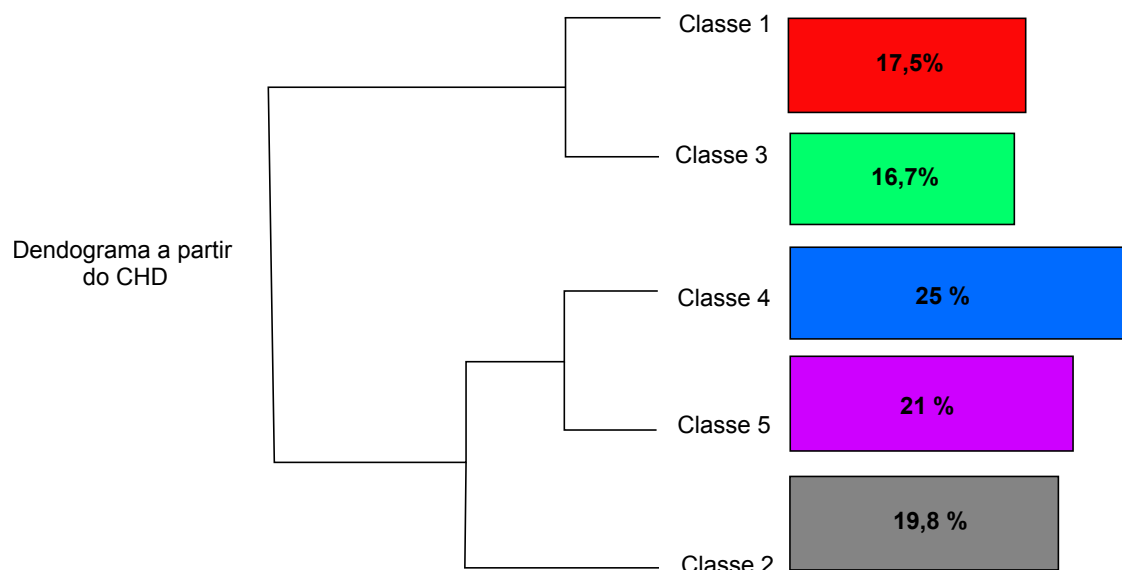 Classe 1
17,5%
Classe 3
16,7%
Dendograma a partir
do CHD
Classe 4
25 %
Classe 5
21 %
Classe 2
19,8 %